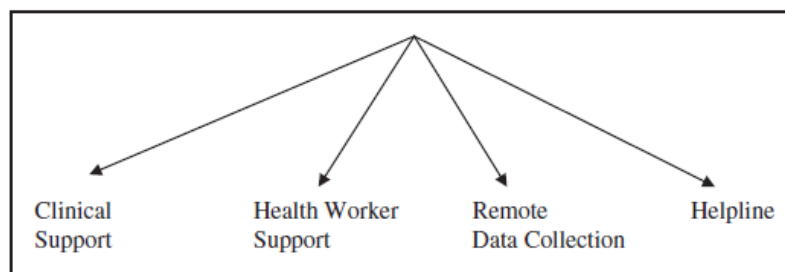 Clinical
Support
Health Worker
Support
Remote
Data Collection
Helpline